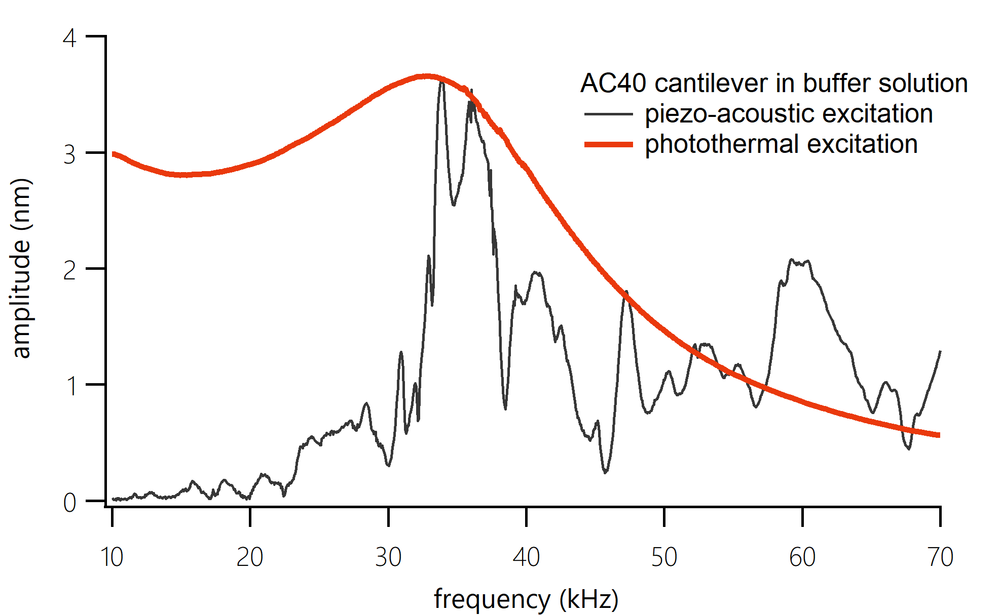 4
AC40 cantilever in buffer solution
piezo-acoustic excitation
photothermal excitation
3
amplitude (nm)
2
1
0
10 20 30 40 50 60 70
frequency (kHz)